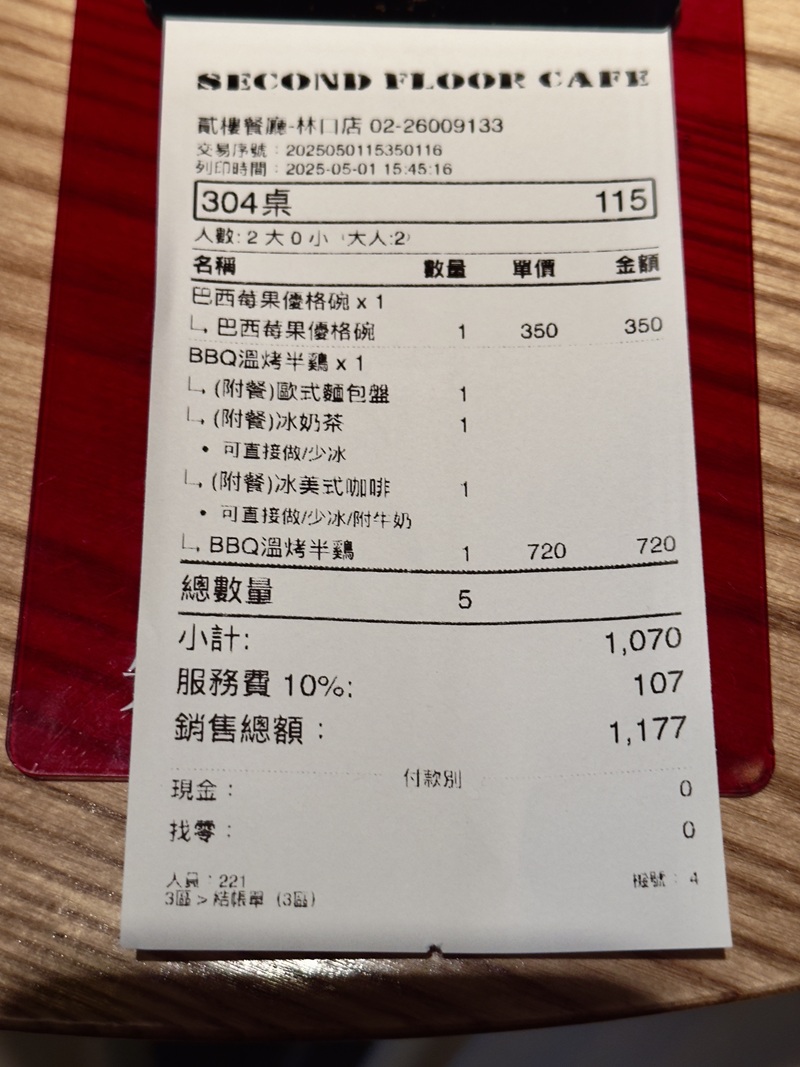 SECOND FLOOR CAFE
貳樓餐廳-林口店 02-26009133
交易序號：2025050115350116
列印時間：2025-05-01 15:45:16
304桌 115
人數: 2 大 0 小 (大人:2)
名稱 數量 單價 金額
巴西莓果優格碗 x 1
巴西莓果優格碗 1 350 350
BBQ溫烤半鷄 x 1
(附餐)歐式麵包盤 1
(附餐)冰奶茶 1
• 可直接做/少冰
(附餐)冰美式咖啡 1
• 可直接做/少冰/附牛奶
BBQ溫烤半鷄 1 720 720
總數量 5
小計: 1,070
服務費 10%: 107
銷售總額： 1,177
付款別
現金： 0
找零： 0
人員：221 機號：4
3區 > 結帳單 (3區)